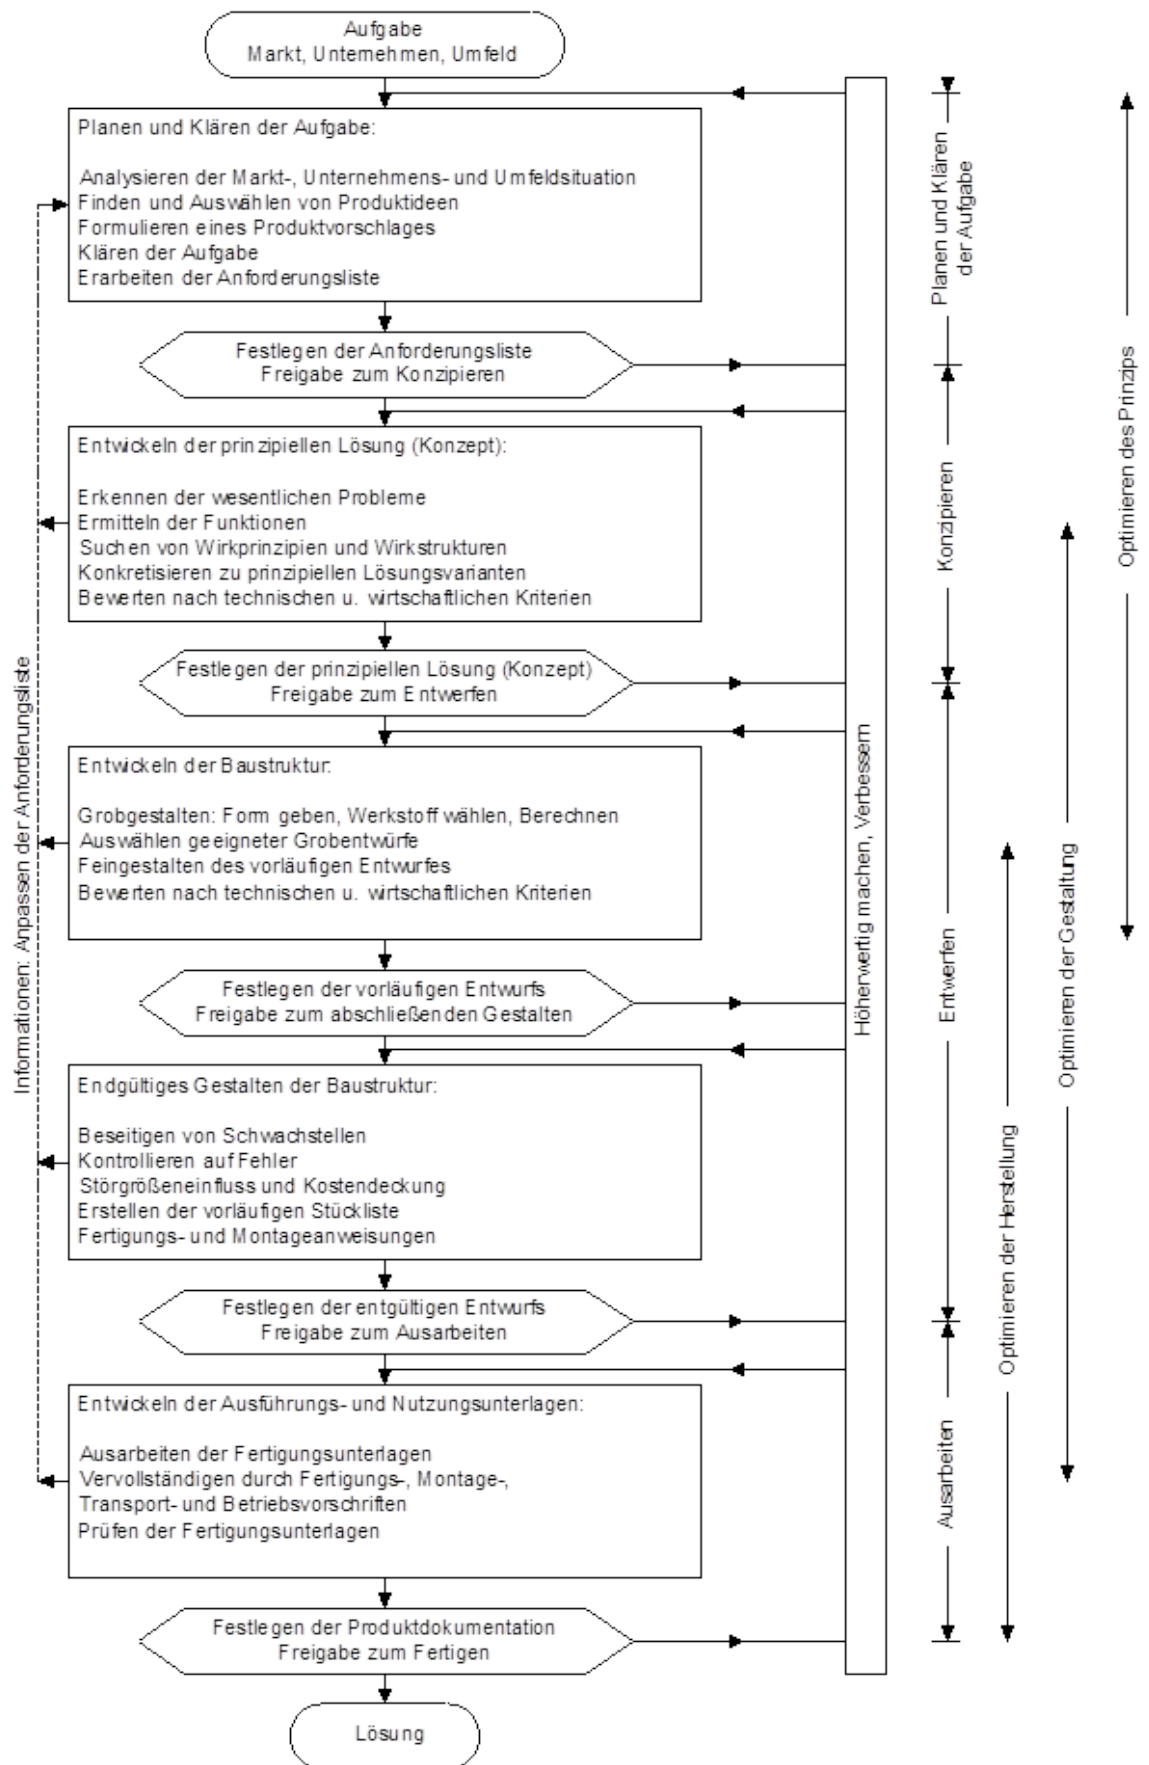 Aufgabe
Markt, Unternehmen, Umfeld
Planen und Klären der Aufgabe:
Analysieren der Markt-, Unternehmens- und Umfeldsituation
Finden und Auswählen von Produktideen
Formulieren eines Produktvorschlages
Klären der Aufgabe
Erarbeiten der Anforderungsliste
Festlegen der Anforderungsliste
Freigabe zum Konzipieren
Entwickeln der prinzipiellen Lösung (Konzept):
Erkennen der wesentlichen Probleme
Ermitteln der Funktionen
Suchen von Wirkprinzipien und Wirkstrukturen
Konkretisieren zu prinzipiellen Lösungsvarianten
Bewerten nach technischen u. wirtschaftlichen Kriterien
Festlegen der prinzipiellen Lösung (Konzept)
Freigabe zum Entwerfen
Entwickeln der Baustruktur:
Grobgestalten: Form geben, Werkstoff wählen, Berechnen
Auswählen geeigneter Grobentwürfe
Feingestalten des vorläufigen Entwurfes
Bewerten nach technischen u. wirtschaftlichen Kriterien
Festlegen der vorläufigen Entwurfs
Freigabe zum abschließenden Gestalten
Endgültiges Gestalten der Baustruktur:
Beseitigen von Schwachstellen
Kontrollieren auf Fehler
Störgrößeneinfluss und Kostendeckung
Erstellen der vorläufigen Stückliste
Fertigungs- und Montageanweisungen
Festlegen der entgültigen Entwurfs
Freigabe zum Ausarbeiten
Entwickeln der Ausführungs- und Nutzungsunterlagen:
Ausarbeiten der Fertigungsunterlagen
Vervollständigen durch Fertigungs-, Montage-,
Transport- und Betriebsvorschriften
Prüfen der Fertigungsunterlagen
Festlegen der Produktdokumentation
Freigabe zum Fertigen
Lösung
Informationen: Anpassen der Anforderungsliste
Höherwertig machen, Verbessern
Planen und Klären
der Aufgabe
Konzipieren
Entwerfen
Ausarbeiten
Optimieren der Herstellung
Optimieren der Gestaltung
Optimieren des Prinzips